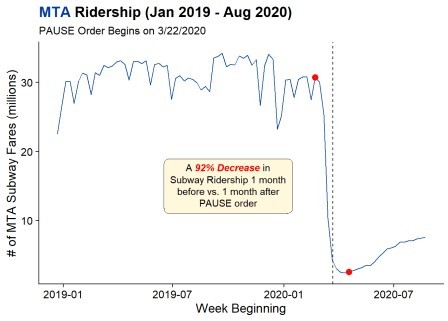 MTA Ridership (Jan 2019 - Aug 2020)
PAUSE Order Begins on 3/22/2020
# of MTA Subway Fares (millions)
30
20
10
A 92% Decrease in
Subway Ridership 1 month
before vs. 1 month after
PAUSE order
2019-01 2019-07 2020-01 2020-07
Week Beginning